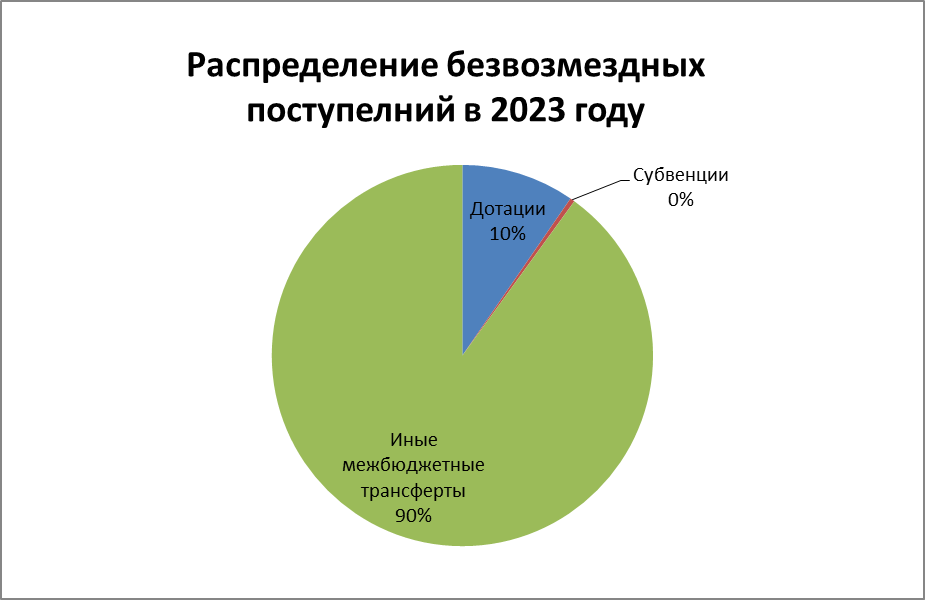 Распределение безвозмездных
поступелний в 2023 году
Субвенции
0%
Дотации
10%
Иные
межбюджетные
трансферты
90%